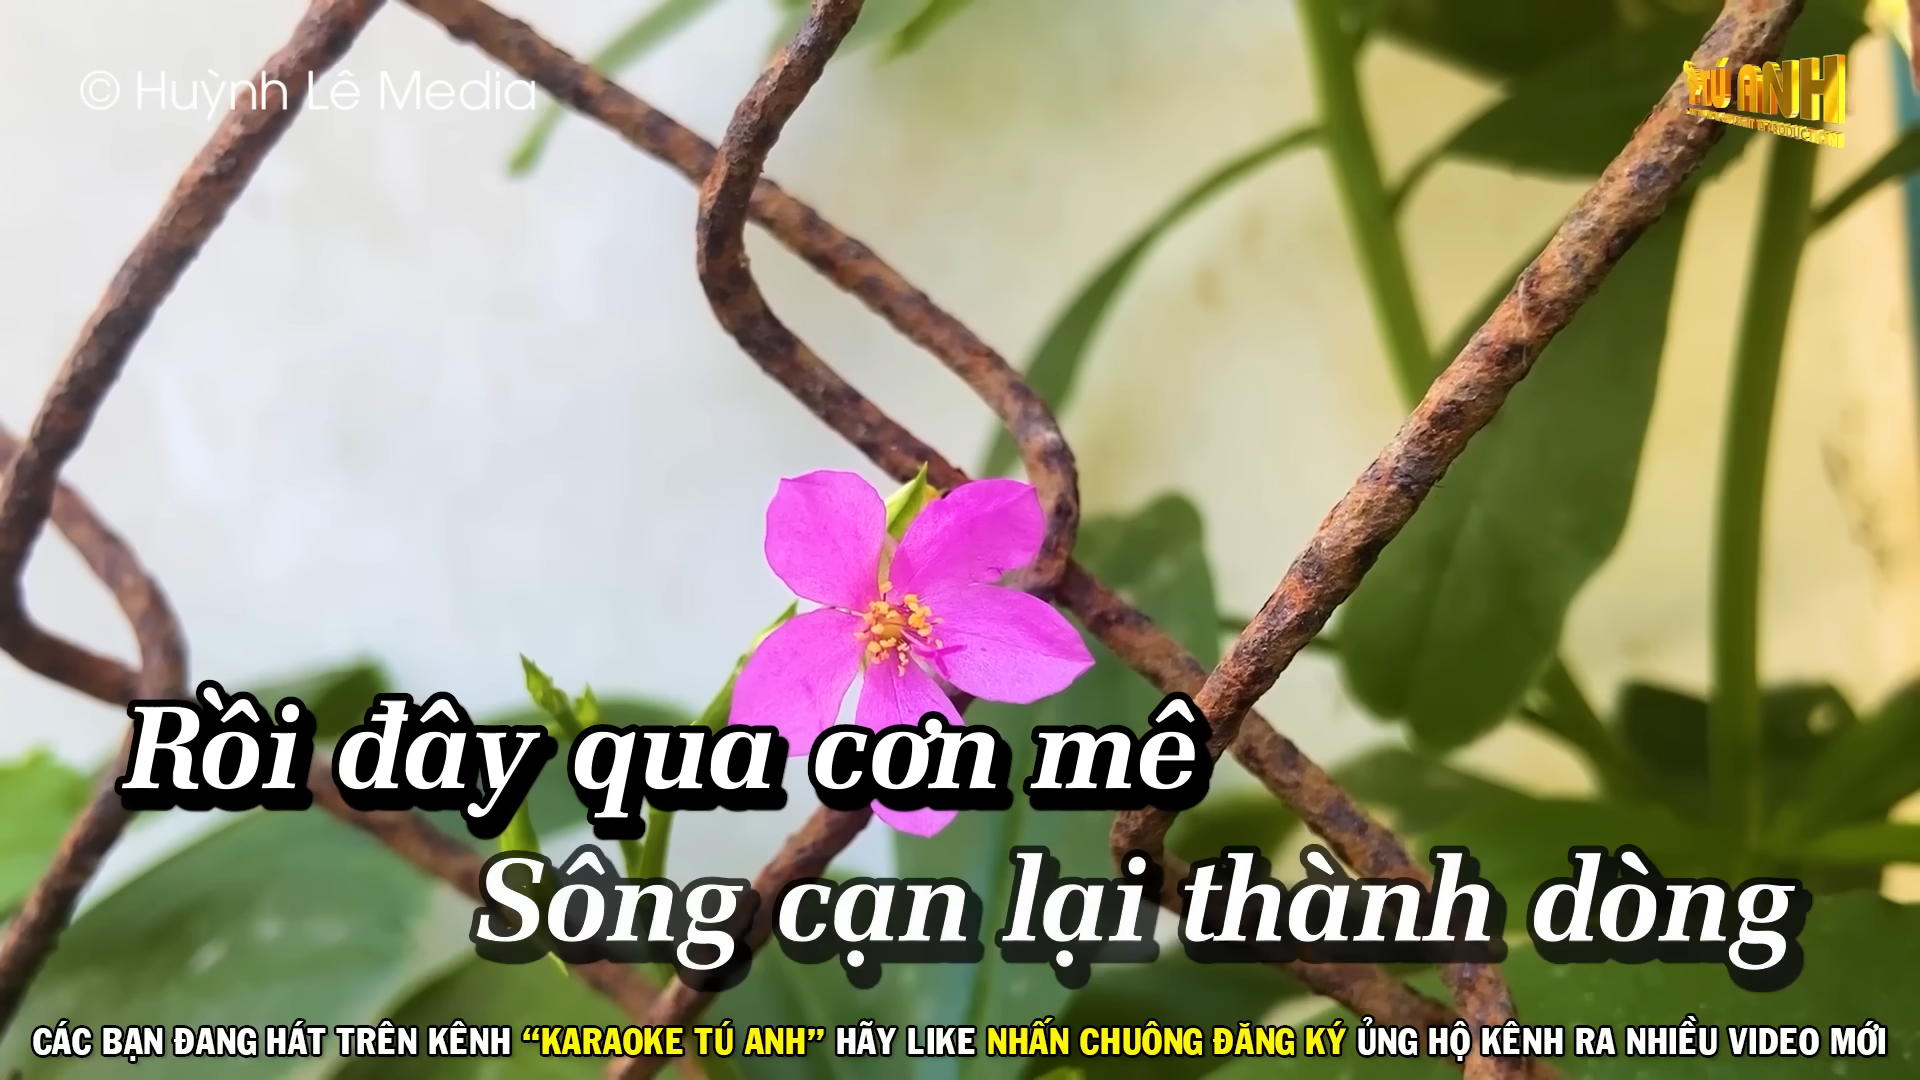 © Huỳnh Lê Media
TÚ ANH
Rồi đây qua cơn mê
Sông cạn lại thành dòng
CÁC BẠN ĐANG HÁT TRÊN KÊNH “KARAOKE TÚ ANH” HÃY LIKE NHẤN CHUÔNG ĐĂNG KÝ ỦNG HỘ KÊNH RA NHIỀU VIDEO MỚI